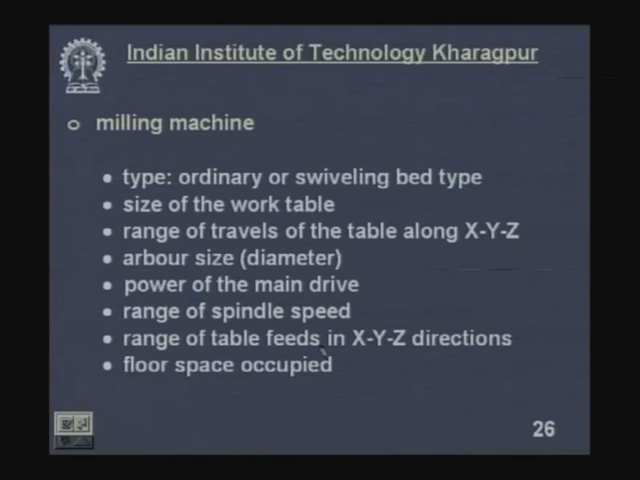 Indian Institute of Technology Kharagpur
o milling machine
• type: ordinary or swiveling bed type
• size of the work table
• range of travels of the table along X-Y-Z
• arbour size (diameter)
• power of the main drive
• range of spindle speed
• range of table feeds in X-Y-Z directions
• floor space occupied
26